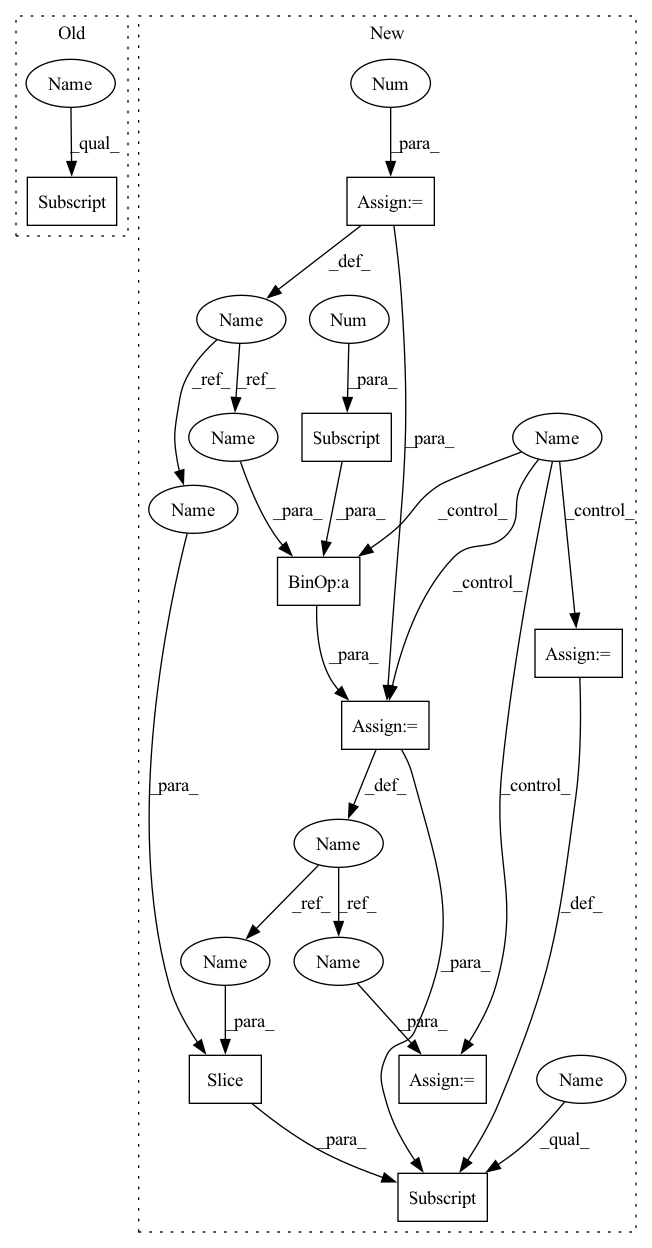 Old
New
Name
Num
_qual_
_para_
Subscript
Assign:=
_def_
Name
Num
_ref_
_ref_
_para_
Name
Subscript
Name
_para_
Name
_para_
_para_
_control_
_control_
BinOp:a
_control_
_para_
Assign:=
Assign:=
_para_
_def_
_control_
Name
_ref_
_ref_
_def_
Name
Name
_para_
_para_
_para_
Slice
Assign:=
Name
_para_
_qual_
Subscript